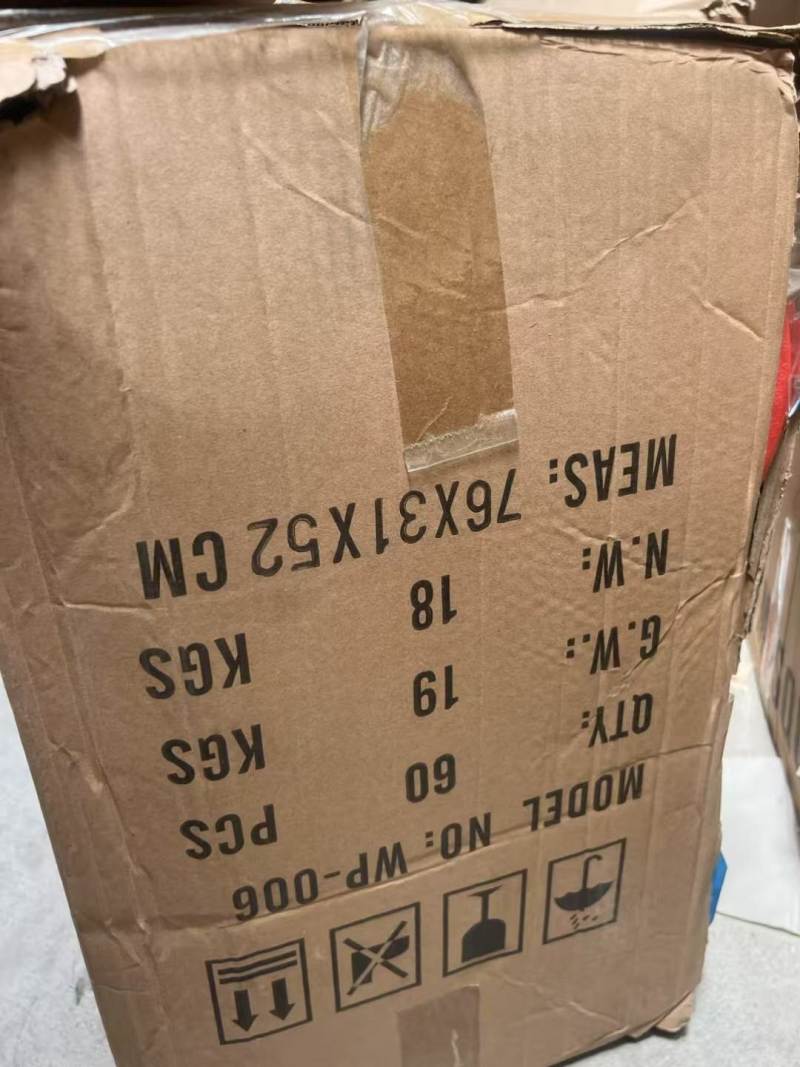 MODEL NO: WP-006
QTY: 60 PCS
G.W.: 19 KGS
N.W.: 18 KGS
MEAS: 76X31X52 CM